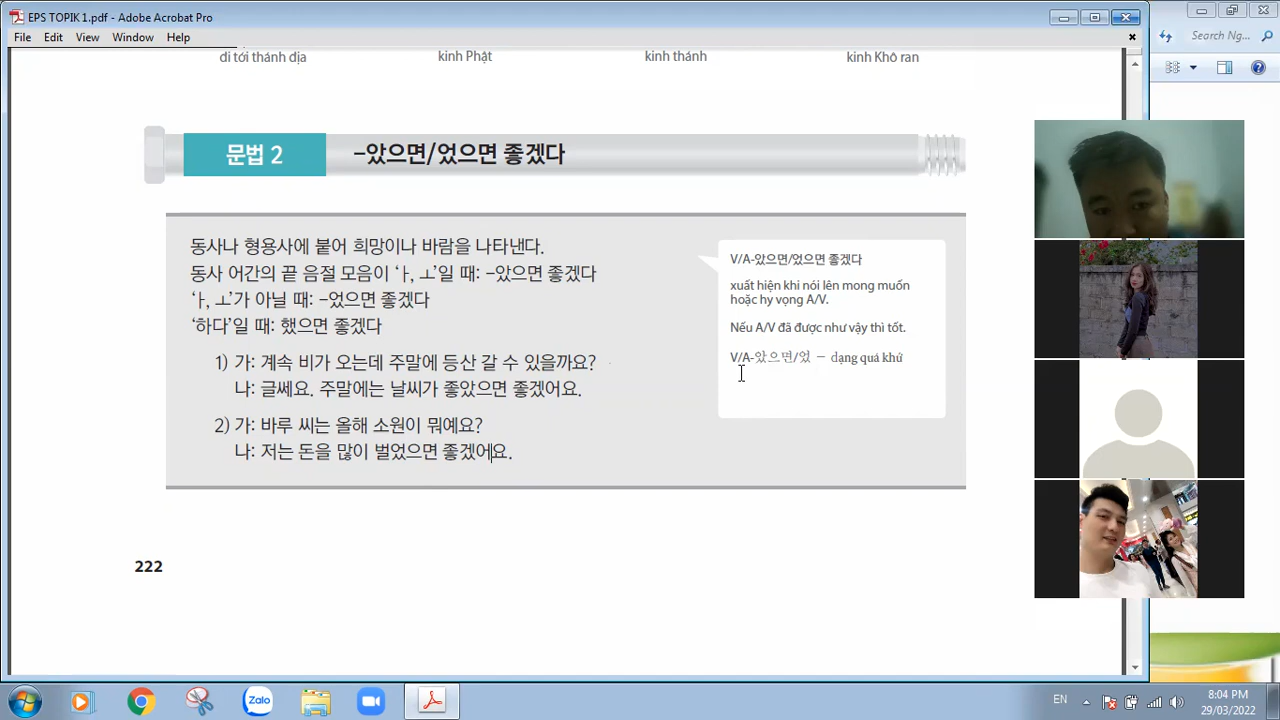 EPS TOPIK 1.pdf - Adobe Acrobat Pro
File Edit View Window Help
Search Ng...
đi tới thánh địa kinh Phật kinh thánh kinh Khô ran
문법 2 -았으면/었으면 좋겠다
동사나 형용사에 붙어 희망이나 바람을 나타낸다.
동사 어간의 끝 음절 모음이 ‘ㅏ, ㅗ’일 때: -았으면 좋겠다
‘ㅏ, ㅗ’가 아닐 때: -었으면 좋겠다
‘하다’일 때: 했으면 좋겠다
1) 가: 계속 비가 오는데 주말에 등산 갈 수 있을까요?
나: 글쎄요. 주말에는 날씨가 좋았으면 좋겠어요.
2) 가: 바루 씨는 올해 소원이 뭐예요?
나: 저는 돈을 많이 벌었으면 좋겠어요.
V/A-았으면/었으면 좋겠다
xuất hiện khi nói lên mong muốn
hoặc hy vọng A/V.
Nếu A/V đã được như vậy thì tốt.
V/A-았으면/었 – dạng quá khứ
222
Zalo
EN
8:04 PM
29/03/2022